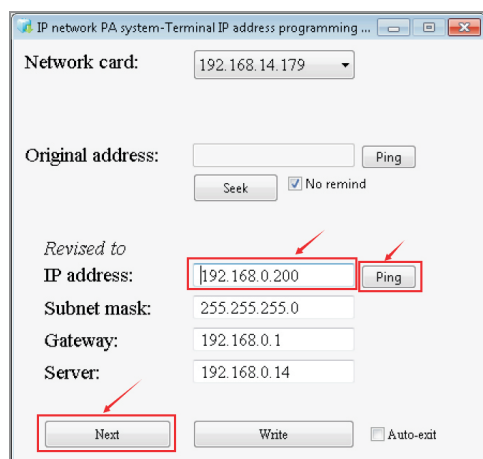 IP network PA system-Terminal IP address programming ...
Network card: 192.168.14.179
Original address: Ping
Seek No remind
Revised to
IP address: 192.168.0.200 Ping
Subnet mask: 255.255.255.0
Gateway: 192.168.0.1
Server: 192.168.0.14
Next Write Auto-exit